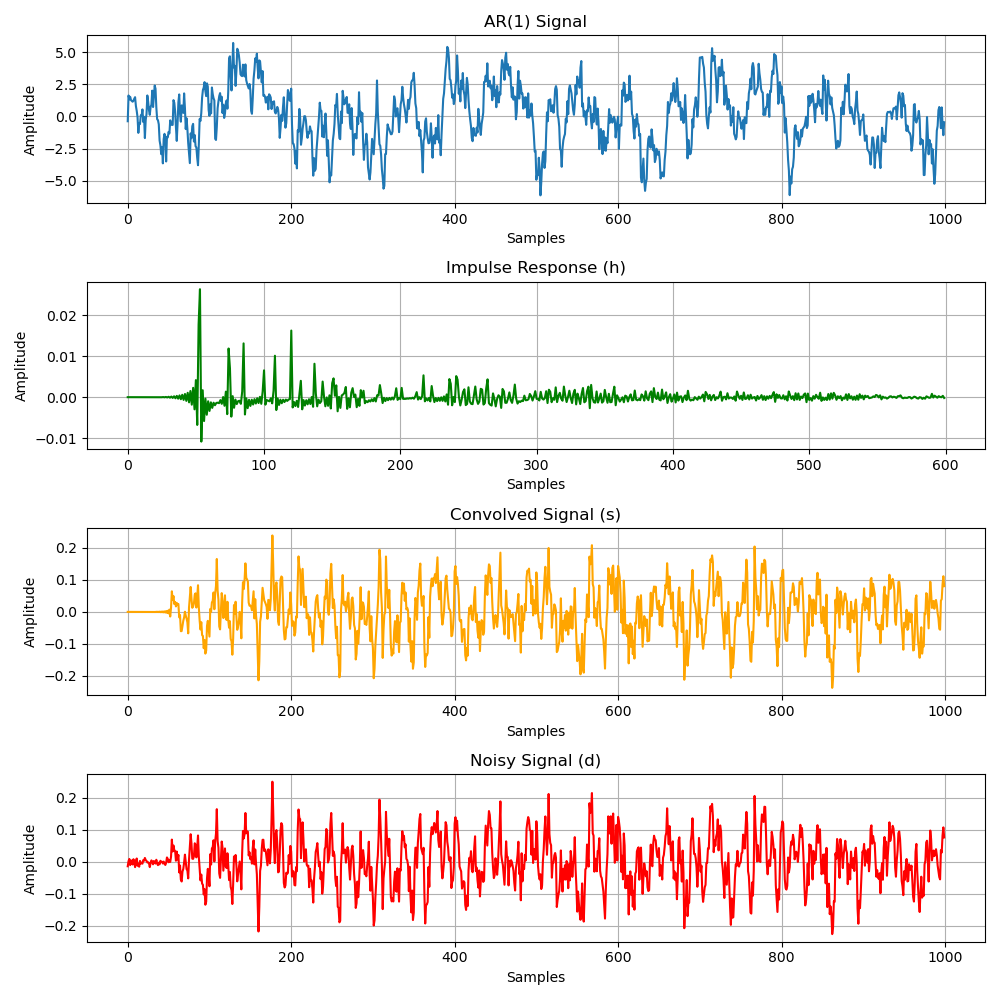 AR(1) Signal
Amplitude
5.0
2.5
0.0
−2.5
−5.0
0 200 400 600 800 1000
Samples
Impulse Response (h)
Amplitude
0.02
0.01
0.00
−0.01
0 100 200 300 400 500 600
Samples
Convolved Signal (s)
Amplitude
0.2
0.1
0.0
−0.1
−0.2
0 200 400 600 800 1000
Samples
Noisy Signal (d)
Amplitude
0.2
0.1
0.0
−0.1
−0.2
0 200 400 600 800 1000
Samples